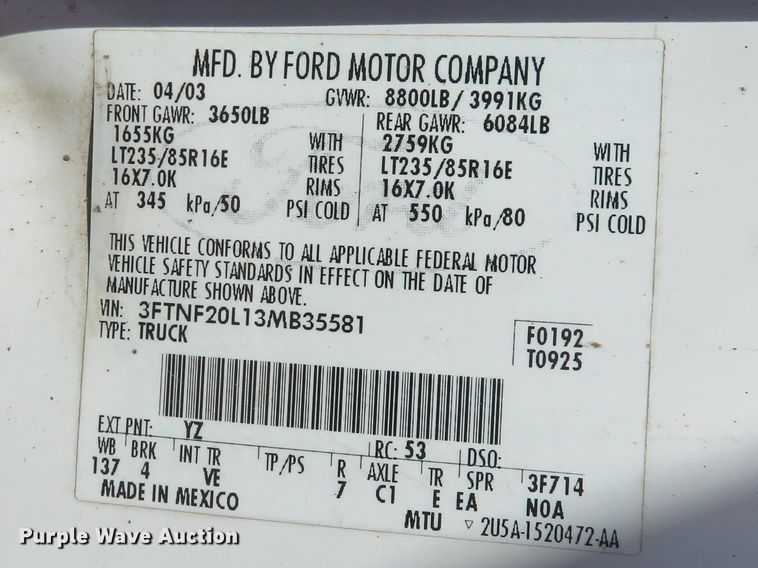 MFD. BY FORD MOTOR COMPANY
DATE: 04/03 GVWR: 8800LB/ 3991KG
FRONT GAWR: 3650LB REAR GAWR: 6084LB
1655KG WITH 2759KG WITH
LT235/85R16E TIRES LT235/85R16E TIRES
16X7.0K RIMS 16X7.0K RIMS
AT 345 kPa/50 PSI COLD AT 550 kPa/80 PSI COLD
THIS VEHICLE CONFORMS TO ALL APPLICABLE FEDERAL MOTOR
VEHICLE SAFETY STANDARDS IN EFFECT ON THE DATE OF
MANUFACTURE SHOWN ABOVE.
VIN: 3FTNF20L13MB35581
TYPE: TRUCK
F0192
T0925
EXT PNT: YZ RC: 53 DSO:
WB BRK INT TR TP/PS R AXLE TR SPR 3F714
137 4 VE 7 C1 E EA NOA
MADE IN MEXICO MTU ▽ 2U5A-1520472-AA
Ford
Purple Wave Auction